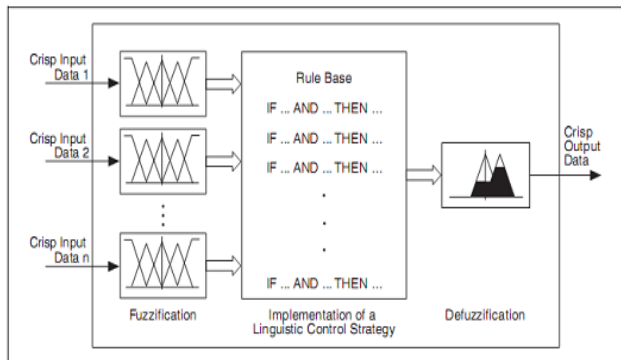 Crisp Input
Data 1
Crisp Input
Data 2
Crisp Input
Data n
Rule Base
IF ... AND ... THEN ...
IF ... AND ... THEN ...
IF ... AND ... THEN ...
.
.
.
IF ... AND ... THEN ...
Crisp
Output
Data
Fuzzification
Implementation of a
Linguistic Control Strategy
Defuzzification